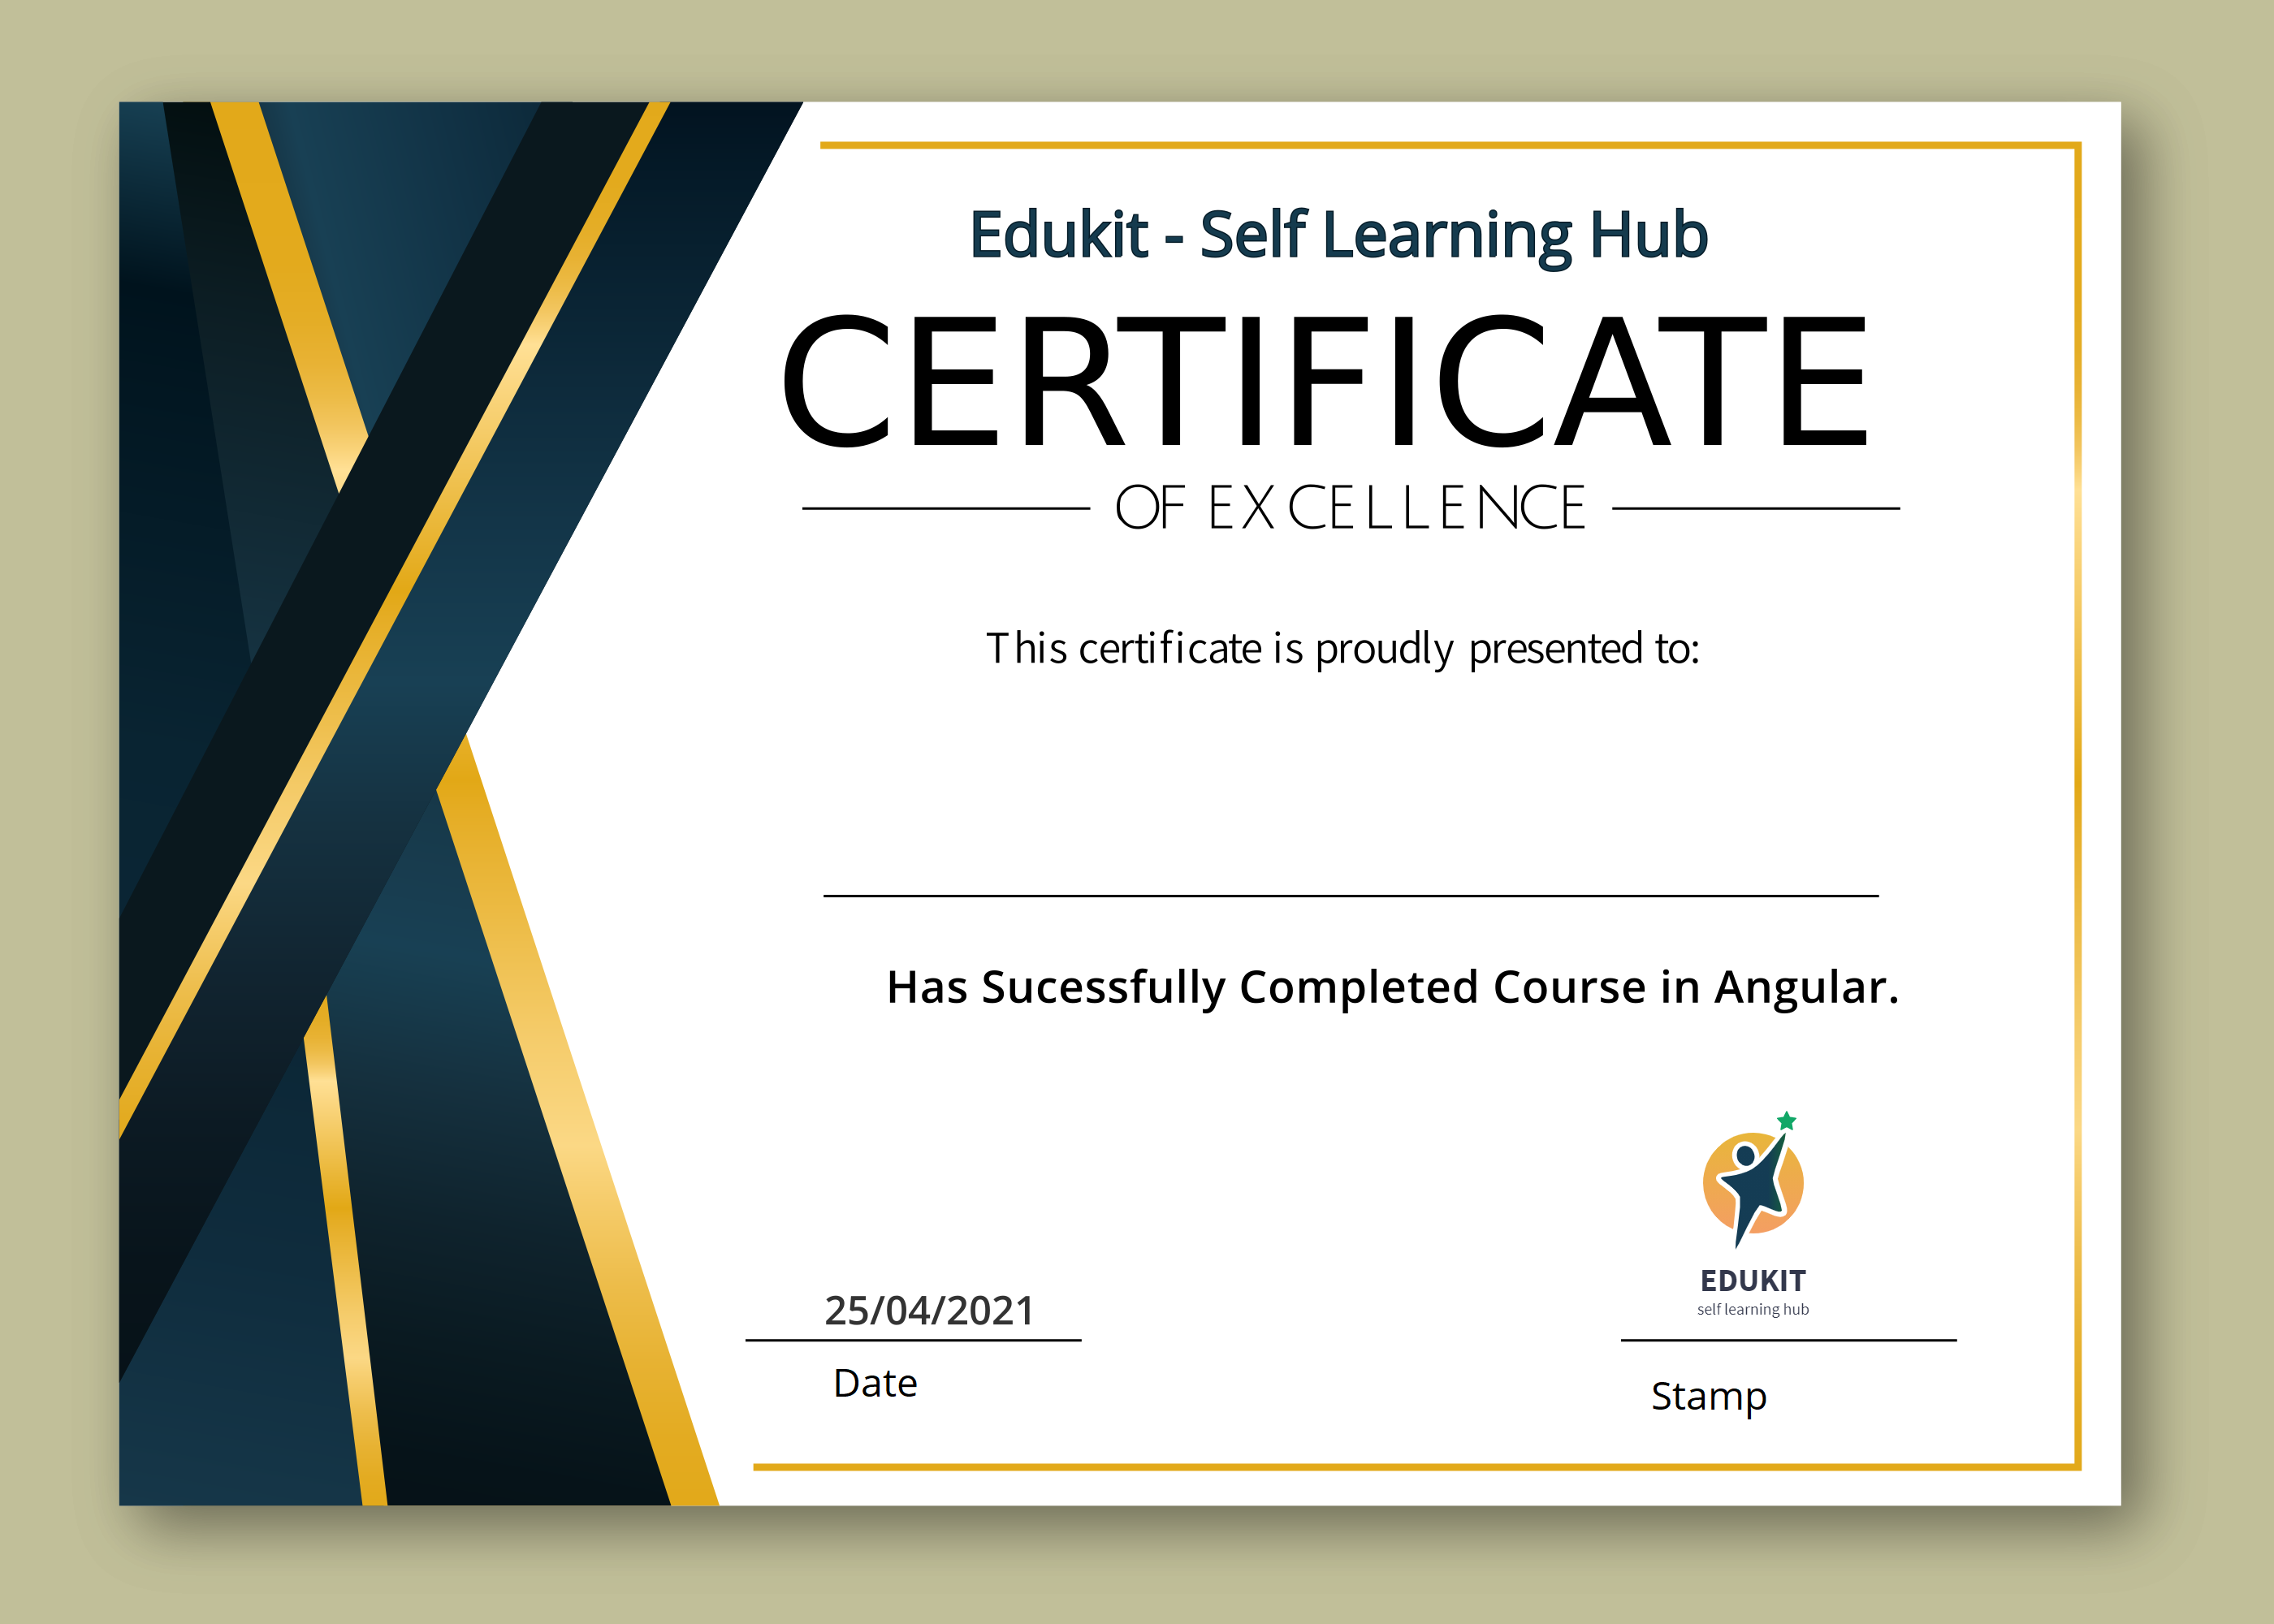 Edukit - Self Learning Hub
CERTIFICATE
OF EXCELLENCE
This certificate is proudly presented to:
Has Sucessfully Completed Course in Angular.
EDUKIT
self learning hub
25/04/2021
Date
Stamp